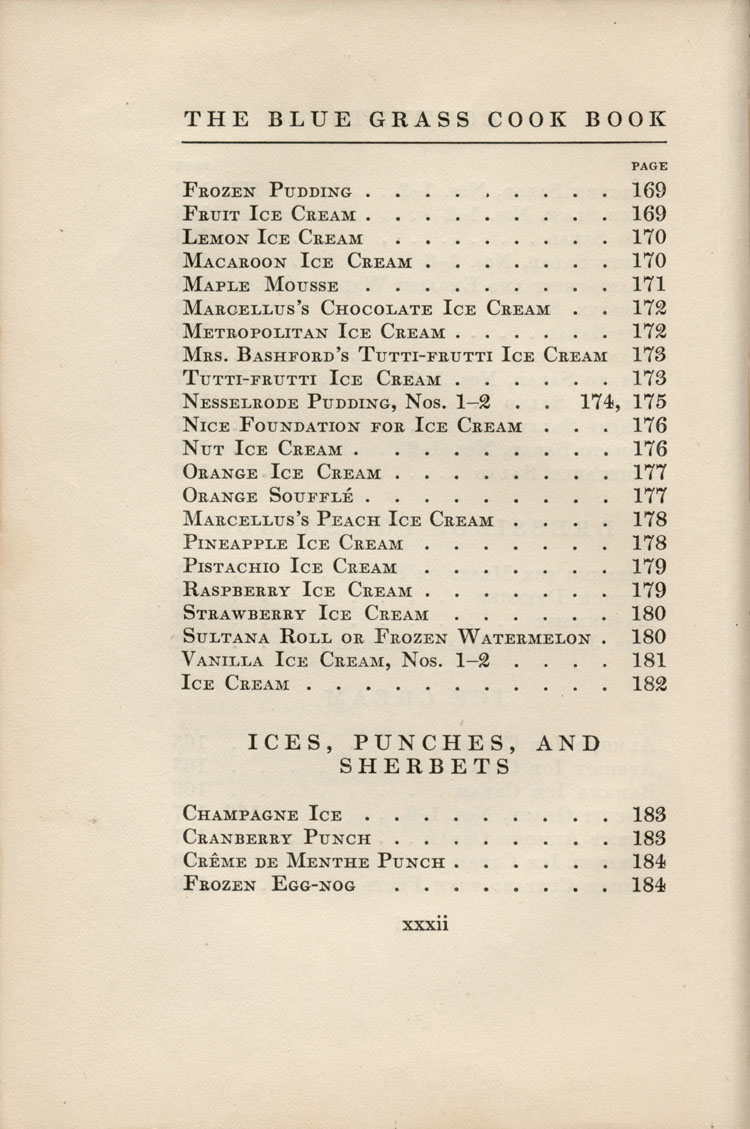 THE BLUE GRASS COOK BOOK
PAGE
Frozen Pudding . . . . . . . . . 169
Fruit Ice Cream . . . . . . . . . 169
Lemon Ice Cream . . . . . . . . 170
Macaroon Ice Cream . . . . . . . 170
Maple Mousse . . . . . . . . . 171
Marcellus's Chocolate Ice Cream . . 172
Metropolitan Ice Cream . . . . . . 172
Mrs. Bashford's Tutti-frutti Ice Cream 173
Tutti-frutti Ice Cream . . . . . . 173
Nesselrode Pudding, Nos. 1–2 . . 174, 175
Nice Foundation for Ice Cream . . . 176
Nut Ice Cream . . . . . . . . . 176
Orange Ice Cream . . . . . . . . 177
Orange Soufflé . . . . . . . . . 177
Marcellus's Peach Ice Cream . . . . 178
Pineapple Ice Cream . . . . . . . 178
Pistachio Ice Cream . . . . . . . 179
Raspberry Ice Cream . . . . . . . 179
Strawberry Ice Cream . . . . . . 180
Sultana Roll or Frozen Watermelon . 180
Vanilla Ice Cream, Nos. 1–2 . . . . 181
Ice Cream . . . . . . . . . . . 182
ICES, PUNCHES, AND
SHERBETS
Champagne Ice . . . . . . . . . 183
Cranberry Punch . . . . . . . . 183
Crême de Menthe Punch . . . . . . 184
Frozen Egg-nog . . . . . . . . 184
xxxii